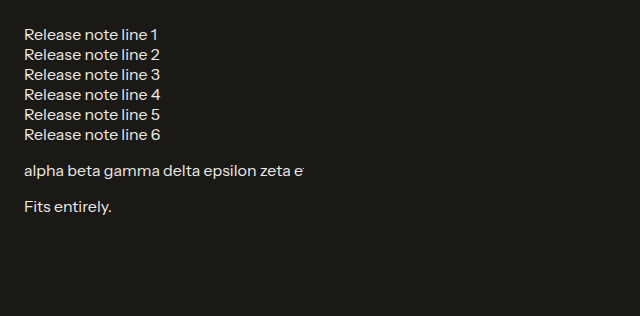 Release note line 1
Release note line 2
Release note line 3
Release note line 4
Release note line 5
Release note line 6
alpha beta gamma delta epsilon zeta
Fits entirely.